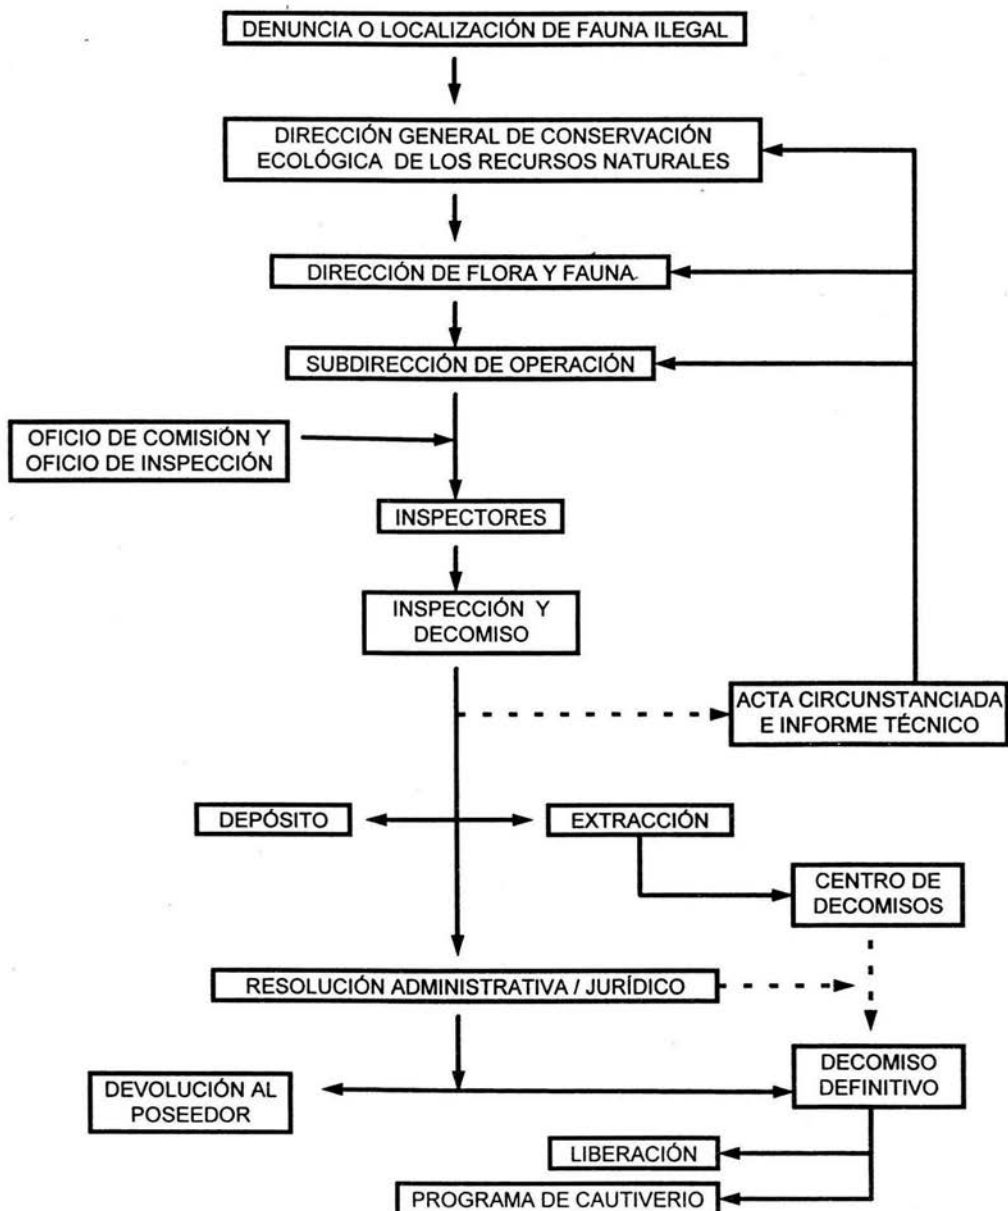 DENUNCIA O LOCALIZACIÓN DE FAUNA ILEGAL
DIRECCIÓN GENERAL DE CONSERVACIÓN
ECOLÓGICA DE LOS RECURSOS NATURALES
DIRECCIÓN DE FLORA Y FAUNA
SUBDIRECCIÓN DE OPERACIÓN
OFICIO DE COMISIÓN Y
OFICIO DE INSPECCIÓN
INSPECTORES
INSPECCIÓN Y
DECOMISO
ACTA CIRCUNSTANCIADA
E INFORME TÉCNICO
DEPÓSITO
EXTRACCIÓN
CENTRO DE
DECOMISOS
RESOLUCIÓN ADMINISTRATIVA / JURÍDICO
DECOMISO
DEFINITIVO
DEVOLUCIÓN AL
POSEEDOR
LIBERACIÓN
PROGRAMA DE CAUTIVERIO